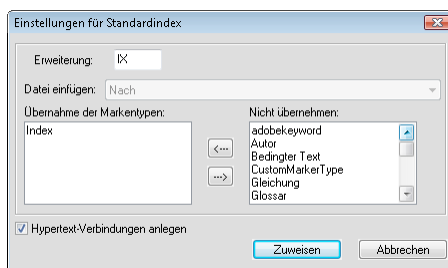 Einstellungen für Standardindex
Erweiterung: IX
Datei einfügen: Nach
Übernahme der Markentypen: Nicht übernehmen:
Index
adobekeyword
Autor
Bedingter Text
CustomMarkerType
Gleichung
Glossar
<---
--->
Hypertext-Verbindungen anlegen
Zuweisen Abbrechen